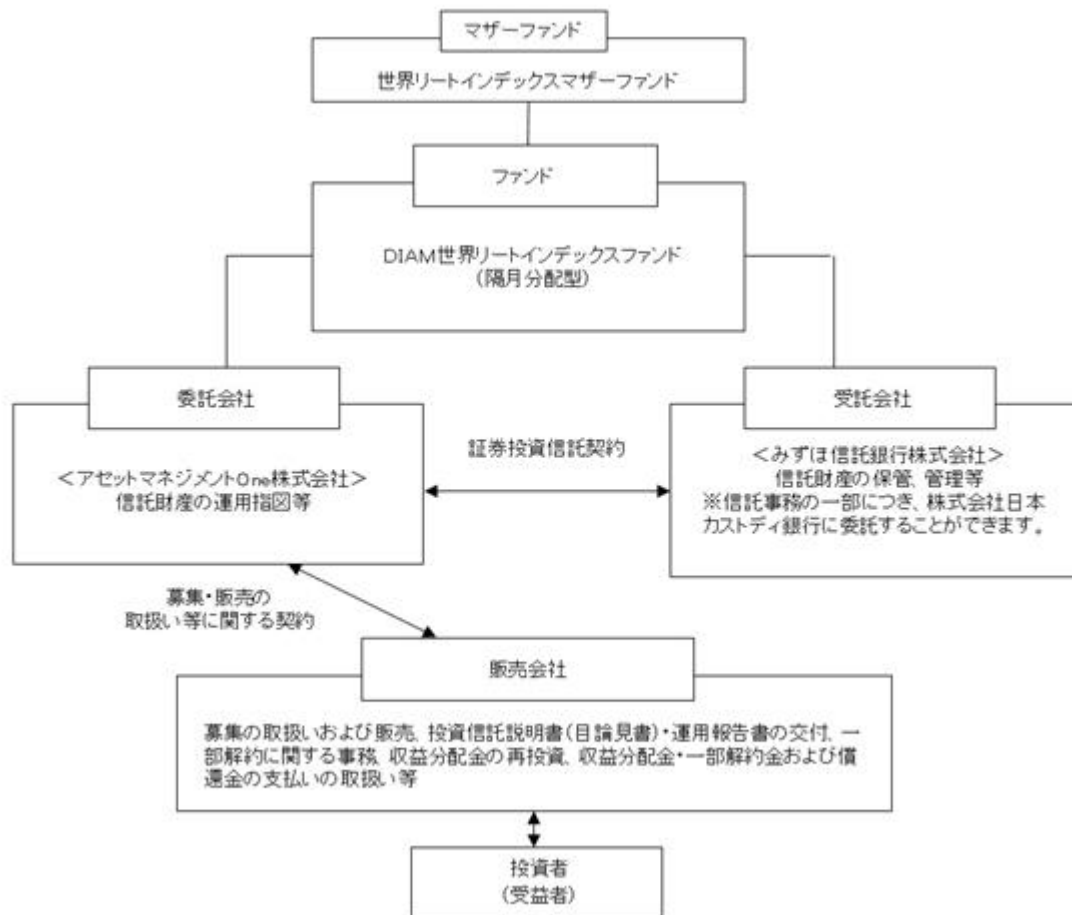 マザーファンド
世界リートインデックスマザーファンド
ファンド
DIAM世界リートインデックスファンド
(隔月分配型)
委託会社
<アセットマネジメントOne株式会社>
信託財産の運用指図等
証券投資信託契約
受託会社
<みずほ信託銀行株式会社>
信託財産の保管、管理等
※信託事務の一部につき、株式会社日本
カストディ銀行に委託することができます。
募集・販売の
取扱い等に関する契約
販売会社
募集の取扱いおよび販売、投資信託説明書(目論見書)・運用報告書の交付、一
部解約に関する事務、収益分配金の再投資、収益分配金・一部解約金および償
還金の支払いの取扱い等
投資者
(受益者)